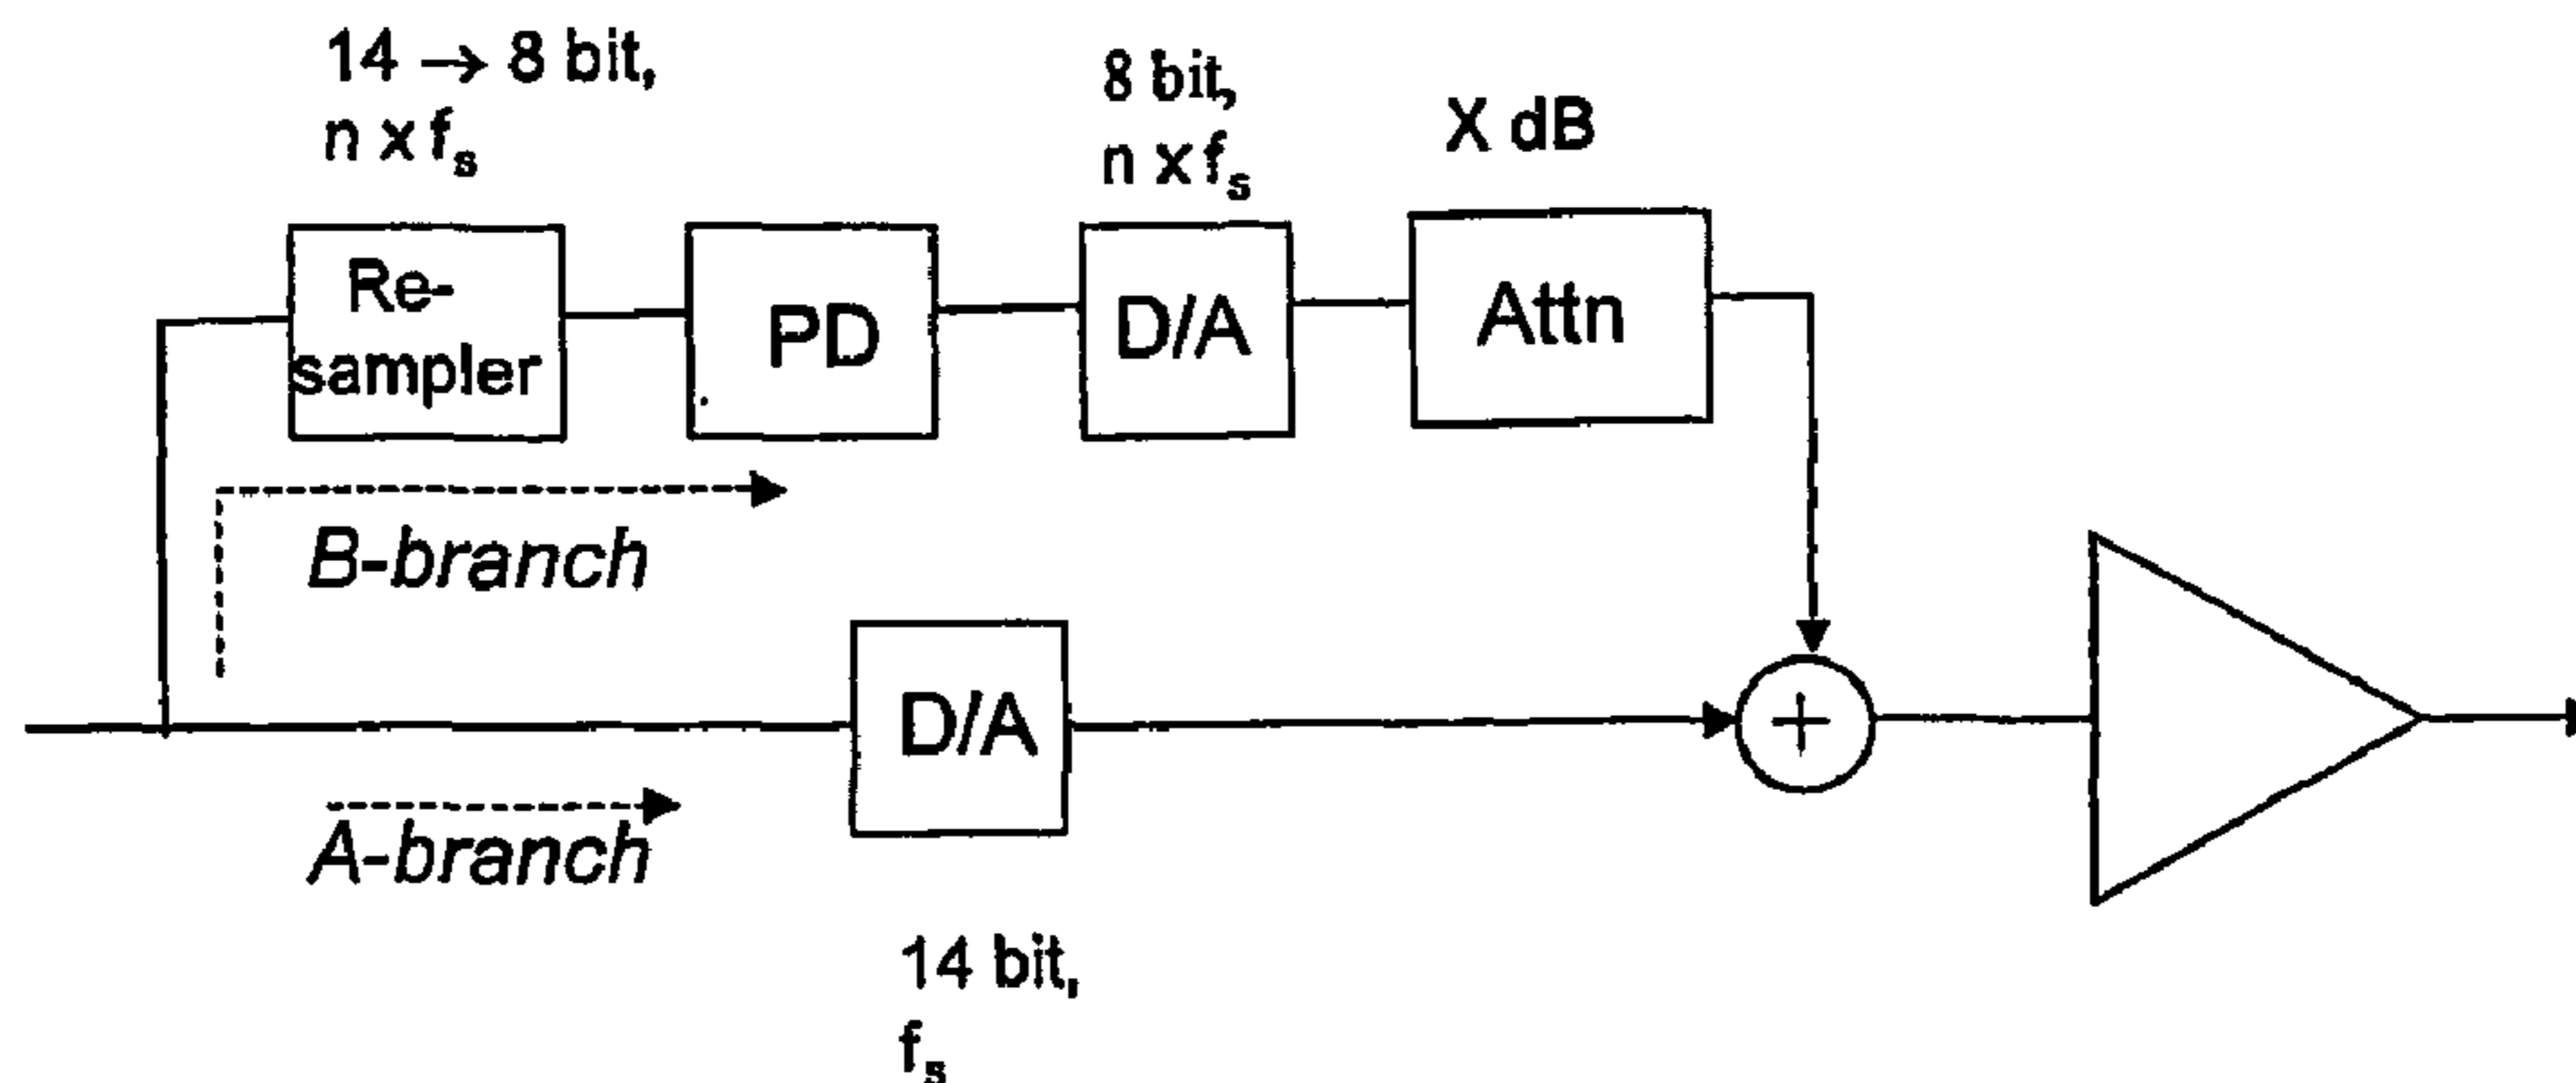 14 → 8 bit,
n x fs
8 bit,
n x fs
X dB
Re-
sampler
PD
D/A
Attn
B-branch
D/A
A-branch
14 bit,
fs